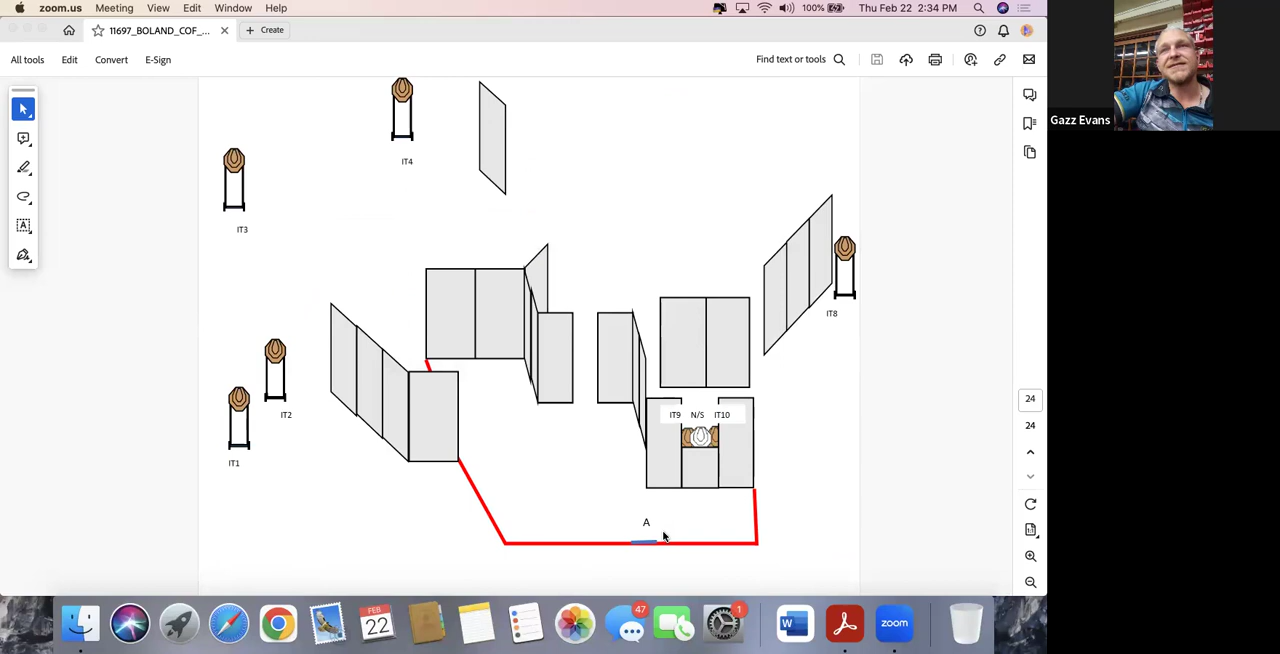 zoom.us Meeting View Edit Window Help 100% Thu Feb 22 2:34 PM
11697_BOLAND_COF_... Create
All tools Edit Convert E-Sign Find text or tools
Gazz Evans
IT4
IT3
IT8
IT2
IT9 N/S IT10
IT1
24
24
A
A
1:1
FEB
22
47
1
W
zoom